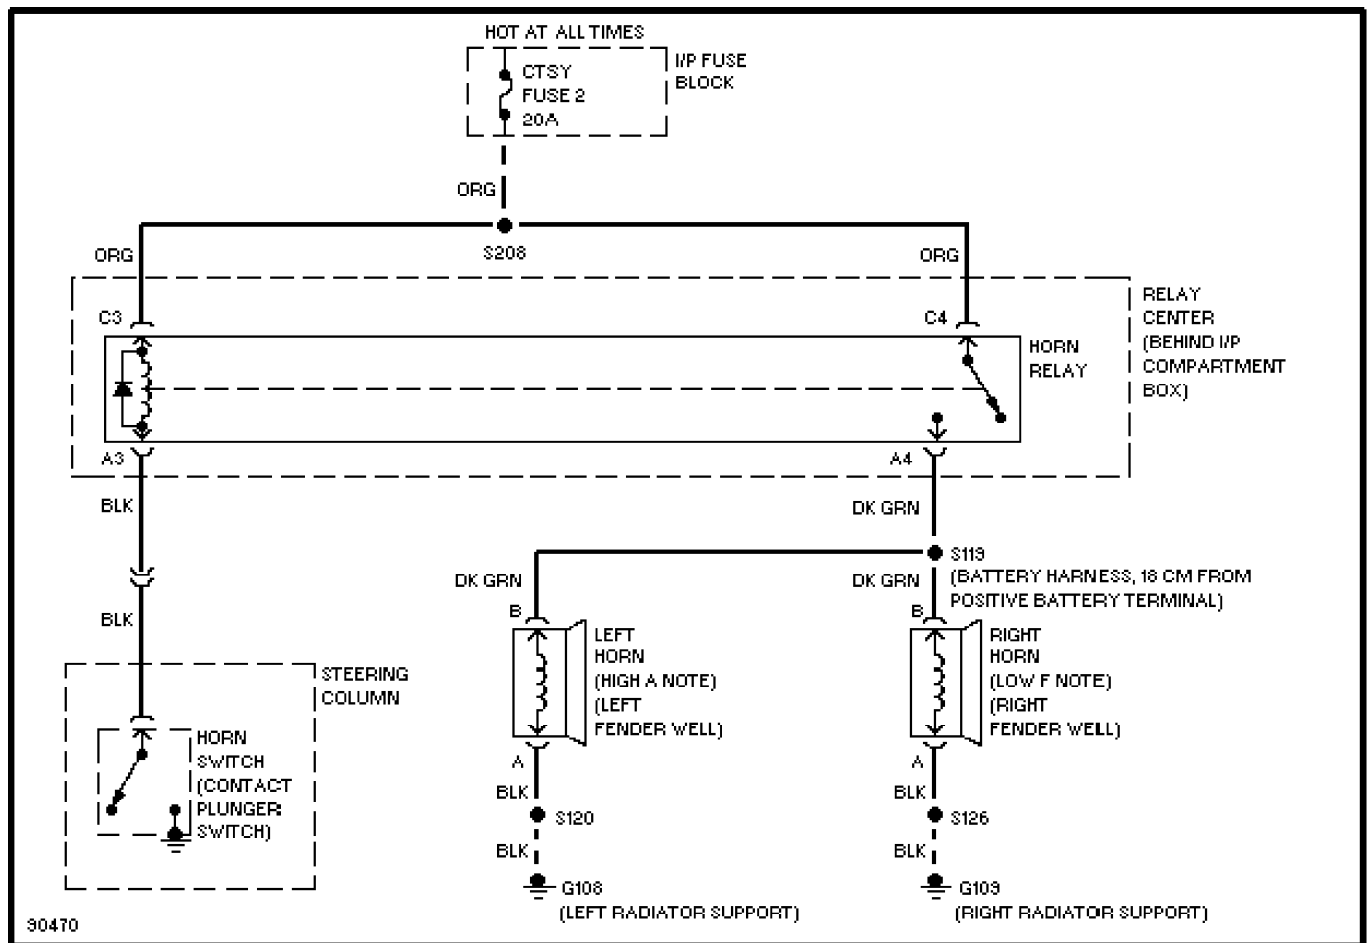 HOT AT ALL TIMES
CTSY
FUSE 2
20A
I/P FUSE
BLOCK
ORG
S208
ORG
ORG
C3
C4
HORN
RELAY
RELAY
CENTER
(BEHIND I/P
COMPARTMENT
BOX)
A3
A4
BLK
DK GRN
S119
(BATTERY HARNESS, 18 CM FROM
POSITIVE BATTERY TERMINAL)
DK GRN
DK GRN
BLK
B
B
LEFT
HORN
(HIGH A NOTE)
(LEFT
FENDER WELL)
RIGHT
HORN
(LOW F NOTE)
(RIGHT
FENDER WELL)
STEERING
COLUMN
HORN
SWITCH
(CONTACT
PLUNGER
SWITCH)
A
A
BLK
BLK
S120
S126
BLK
BLK
G108
(LEFT RADIATOR SUPPORT)
G109
(RIGHT RADIATOR SUPPORT)
90470